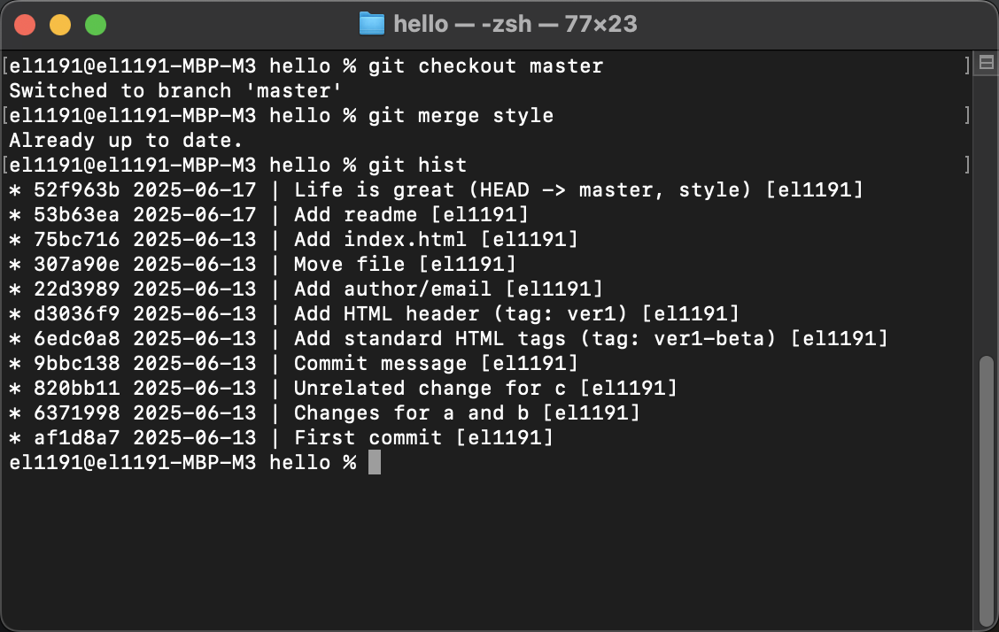 hello — -zsh — 77×23
[el1191@el1191-MBP-M3 hello % git checkout master ]
Switched to branch 'master'
[el1191@el1191-MBP-M3 hello % git merge style ]
Already up to date.
[el1191@el1191-MBP-M3 hello % git hist ]
* 52f963b 2025-06-17 | Life is great (HEAD -> master, style) [el1191]
* 53b63ea 2025-06-17 | Add readme [el1191]
* 75bc716 2025-06-13 | Add index.html [el1191]
* 307a90e 2025-06-13 | Move file [el1191]
* 22d3989 2025-06-13 | Add author/email [el1191]
* d3036f9 2025-06-13 | Add HTML header (tag: ver1) [el1191]
* 6edc0a8 2025-06-13 | Add standard HTML tags (tag: ver1-beta) [el1191]
* 9bbc138 2025-06-13 | Commit message [el1191]
* 820bb11 2025-06-13 | Unrelated change for c [el1191]
* 6371998 2025-06-13 | Changes for a and b [el1191]
* af1d8a7 2025-06-13 | First commit [el1191]
el1191@el1191-MBP-M3 hello %